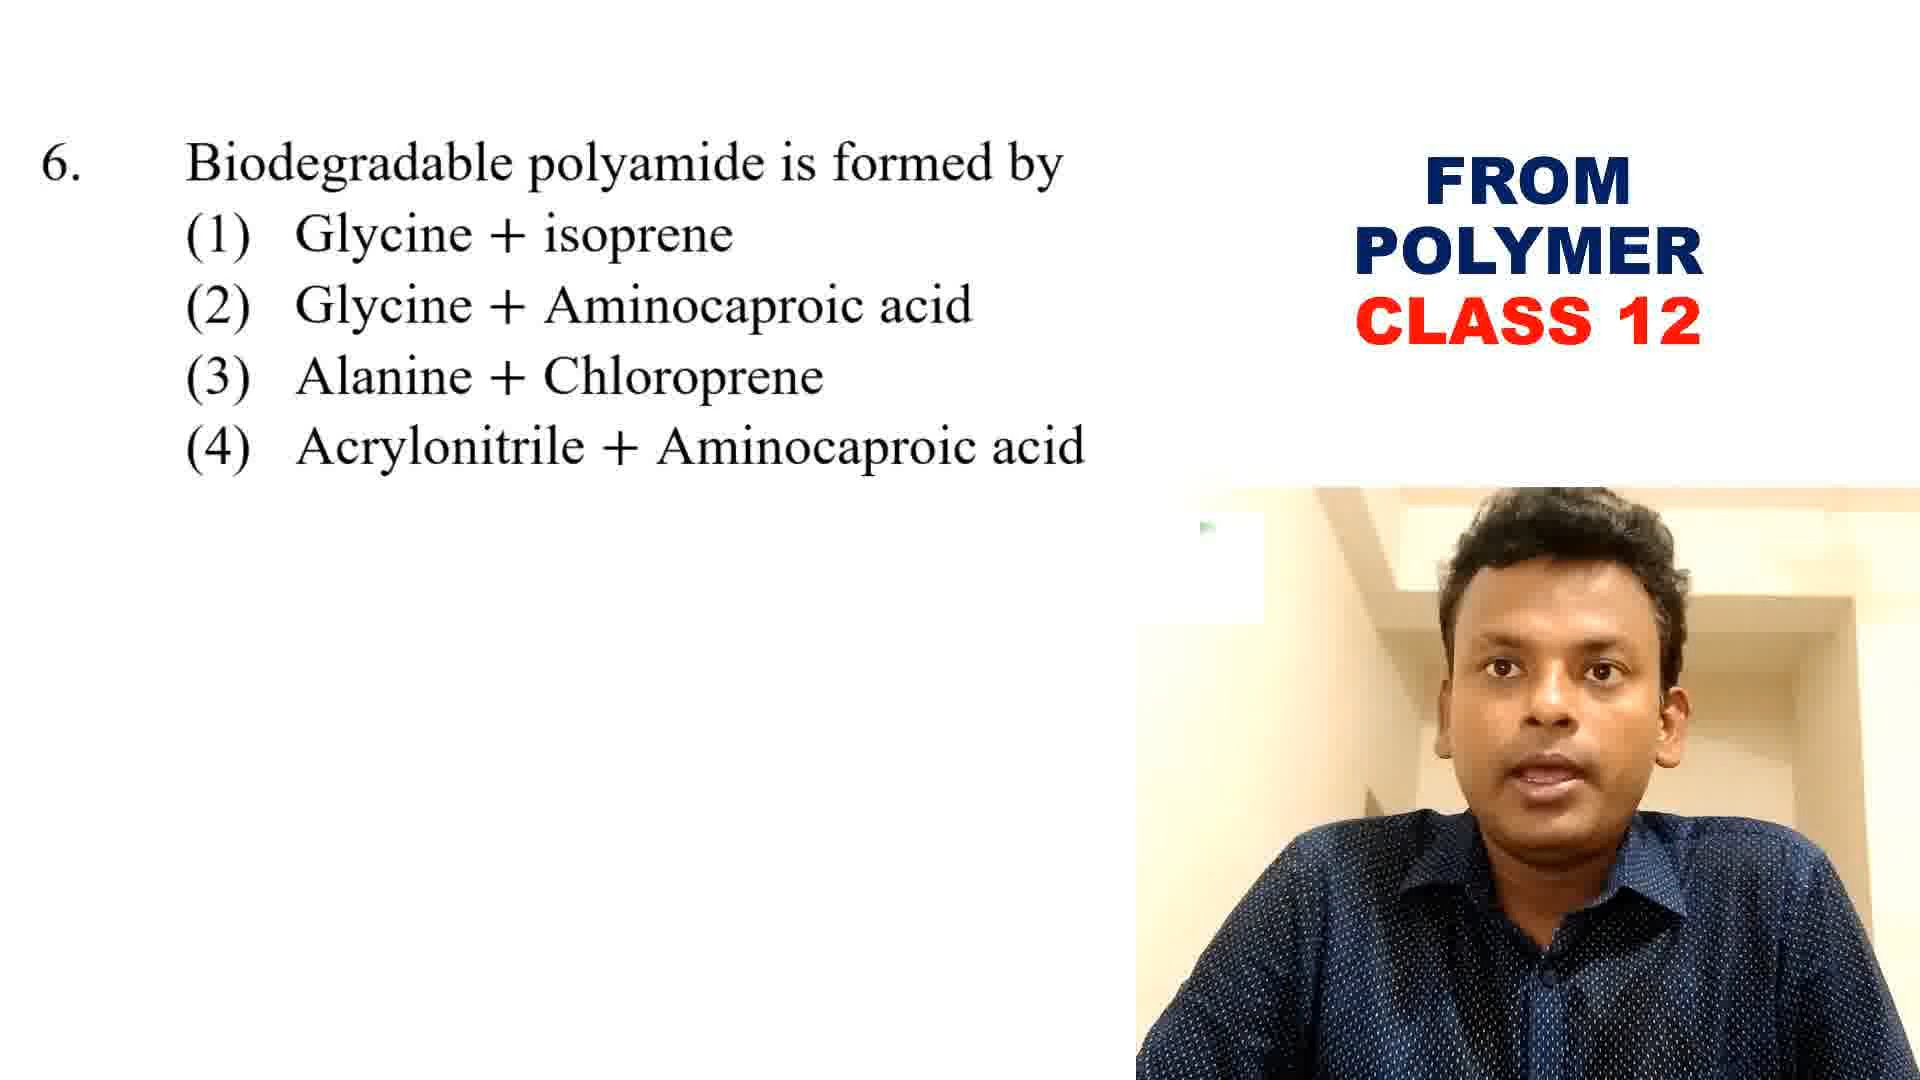 6. Biodegradable polyamide is formed by
(1) Glycine + isoprene
(2) Glycine + Aminocaproic acid
(3) Alanine + Chloroprene
(4) Acrylonitrile + Aminocaproic acid
FROM
POLYMER
CLASS 12